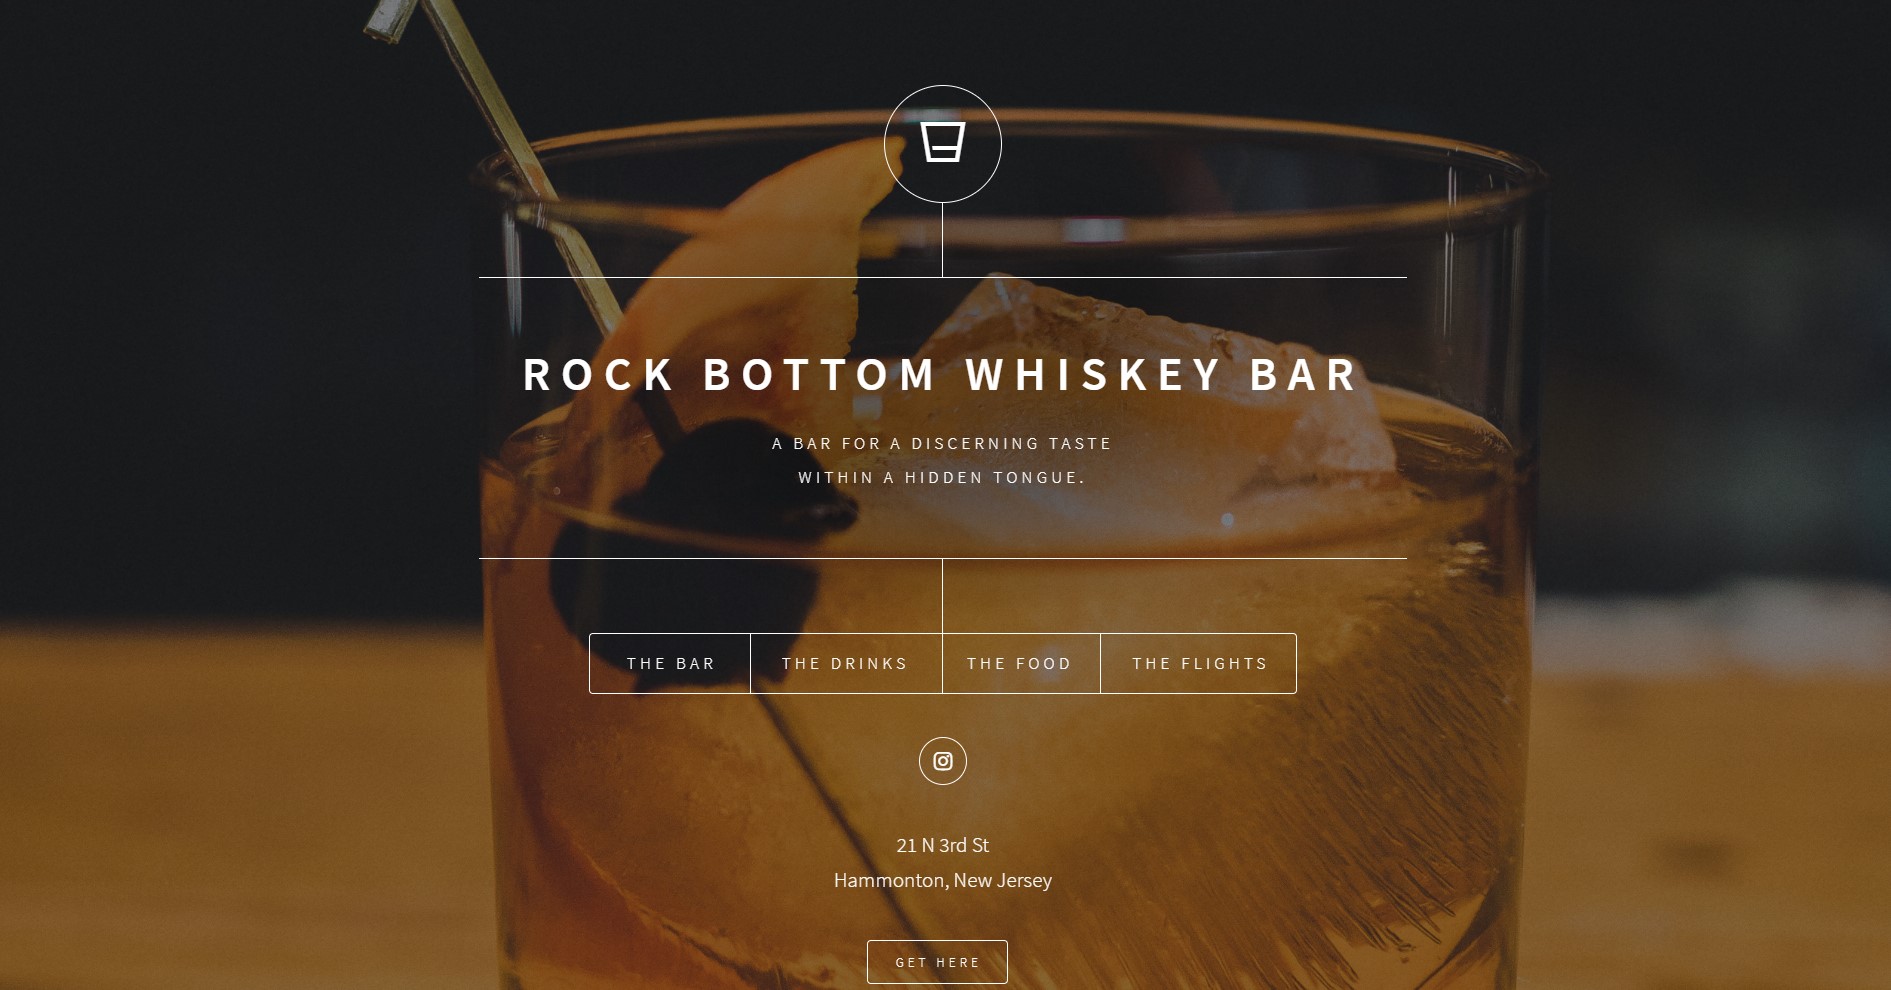 ROCK BOTTOM WHISKEY BAR
A BAR FOR A DISCERNING TASTE
WITHIN A HIDDEN TONGUE.
THE BAR
THE DRINKS
THE FOOD
THE FLIGHTS
21 N 3rd St
Hammonton, New Jersey
GET HERE